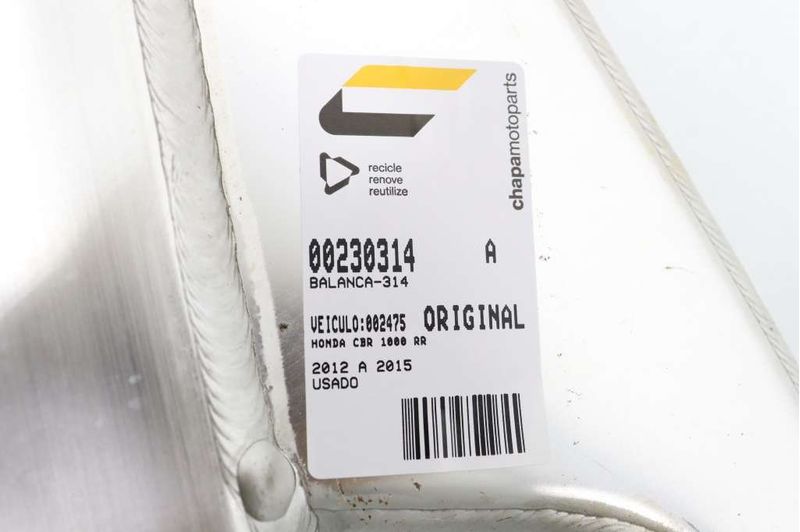 chapamotoparts
recicle
renove
reutilize
00230314 A
BALANCA-314
VEICULO:002475 ORIGINAL
HONDA CBR 1000 RR
2012 A 2015
USADO